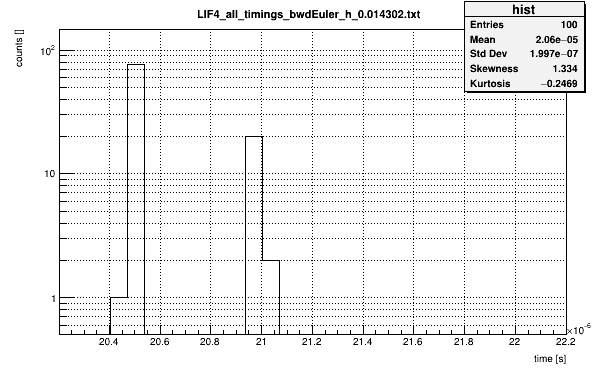 LIF4_all_timings_bwdEuler_h_0.014302.txt
hist
Entries 100
Mean 2.06e−05
Std Dev 1.997e−07
Skewness 1.334
Kurtosis −0.2469
counts []
10²
10
1
20.4 20.6 20.8 21 21.2 21.4 21.6 21.8 22 22.2
×10⁻⁶
time [s]